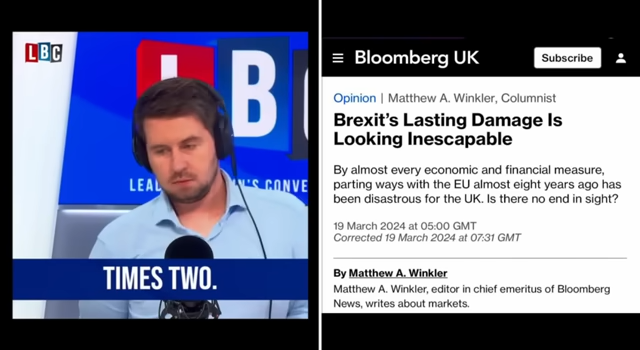 LBC
L B C
LEAD N'S CONVE
TIMES TWO.
Bloomberg UK
Subscribe
Opinion | Matthew A. Winkler, Columnist
Brexit's Lasting Damage Is
Looking Inescapable
By almost every economic and financial measure,
parting ways with the EU almost eight years ago has
been disastrous for the UK. Is there no end in sight?
19 March 2024 at 05:00 GMT
Corrected 19 March 2024 at 07:31 GMT
By Matthew A. Winkler
Matthew A. Winkler, editor in chief emeritus of Bloomberg
News, writes about markets.